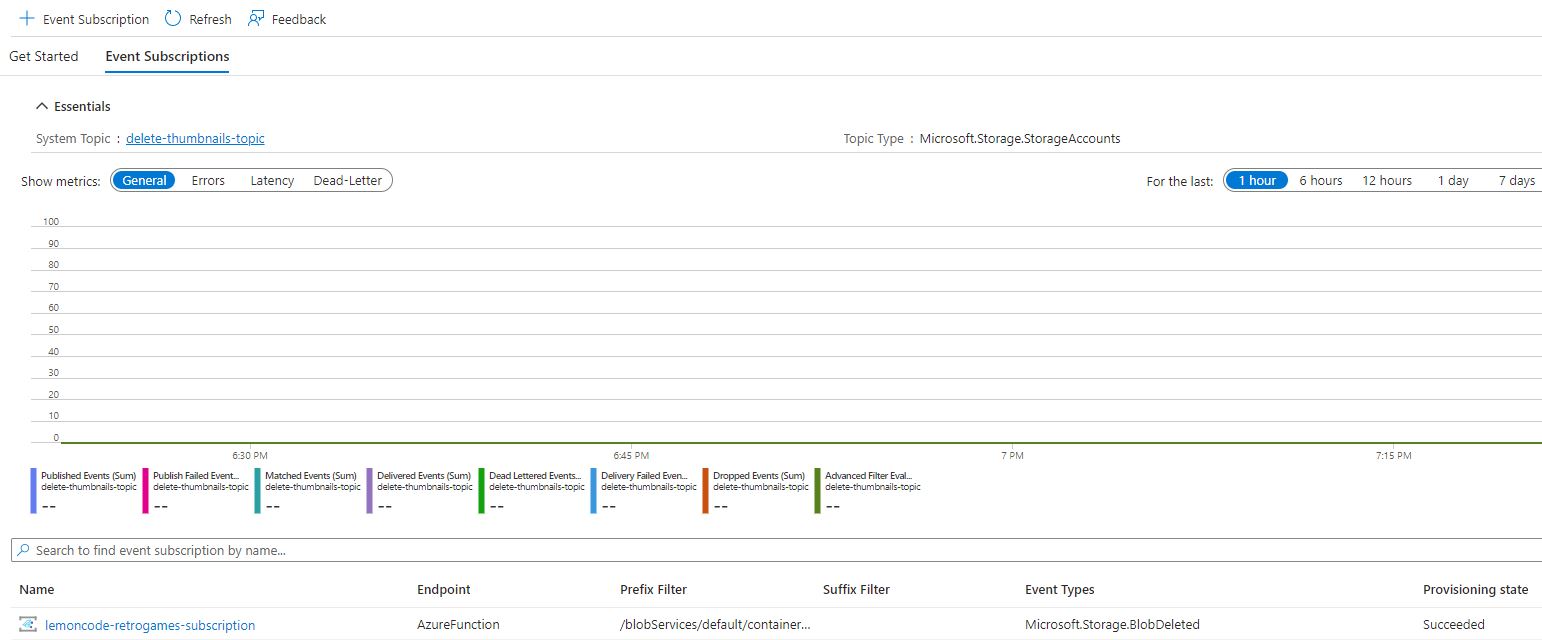 Event Subscription Refresh Feedback
Get Started Event Subscriptions
Essentials
System Topic : delete-thumbnails-topic Topic Type : Microsoft.Storage.StorageAccounts
Show metrics: General Errors Latency Dead-Letter For the last: 1 hour 6 hours 12 hours 1 day 7 days
100
90
80
70
60
50
40
30
20
10
0
6:30 PM 6:45 PM 7 PM 7:15 PM
Published Events (Sum) Publish Failed Event... Matched Events (Sum) Delivered Events (Sum) Dead Lettered Events... Delivery Failed Even... Dropped Events (Sum) Advanced Filter Eval...
delete-thumbnails-topic delete-thumbnails-topic delete-thumbnails-topic delete-thumbnails-topic delete-thumbnails-topic delete-thumbnails-topic delete-thumbnails-topic delete-thumbnails-topic
-- -- -- -- -- -- -- --
Search to find event subscription by name...
Name Endpoint Prefix Filter Suffix Filter Event Types Provisioning state
lemoncode-retrogames-subscription AzureFunction /blobServices/default/container... Microsoft.Storage.BlobDeleted Succeeded